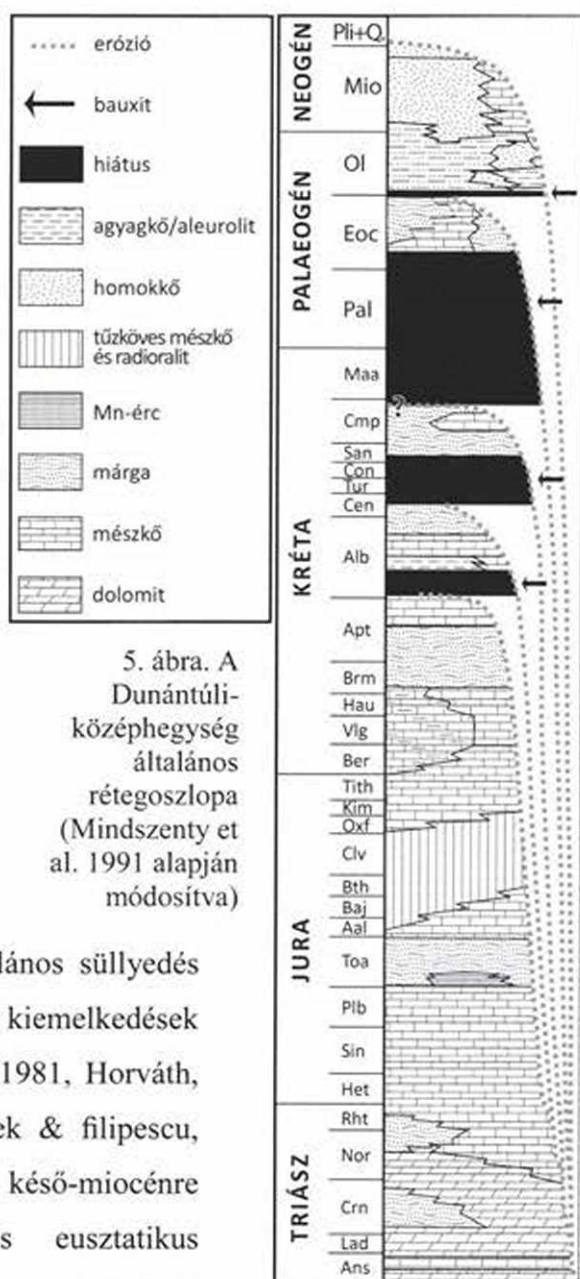 erózió
bauxit
hiátus
agyagkő/aleurolit
homokkő
tűzköves mészkő
és radioralit
Mn-érc
márga
mészkő
dolomit
5. ábra. A
Dunántúli-
középhegység
általános
rétegoszlopa
(Mindszenty et
al. 1991 alapján
módosítva)
lános süllyedés
kiemelkedések
1981, Horváth,
ek & filipescu,
késő-miocénre
s eusztatikus
NEOGÉN
Pli+Q
Mio
PALAEOGÉN
Ol
Eoc
Pal
KRÉTA
Maa
?
Cmp
San
Con
Tur
Cen
Alb
Apt
Brm
Hau
Vlg
Ber
JURA
Tith
Kim
Oxf
Clv
Bth
Baj
Aal
Toa
Plb
Sin
Het
TRIÁSZ
Rht
Nor
Crn
Lad
Ans